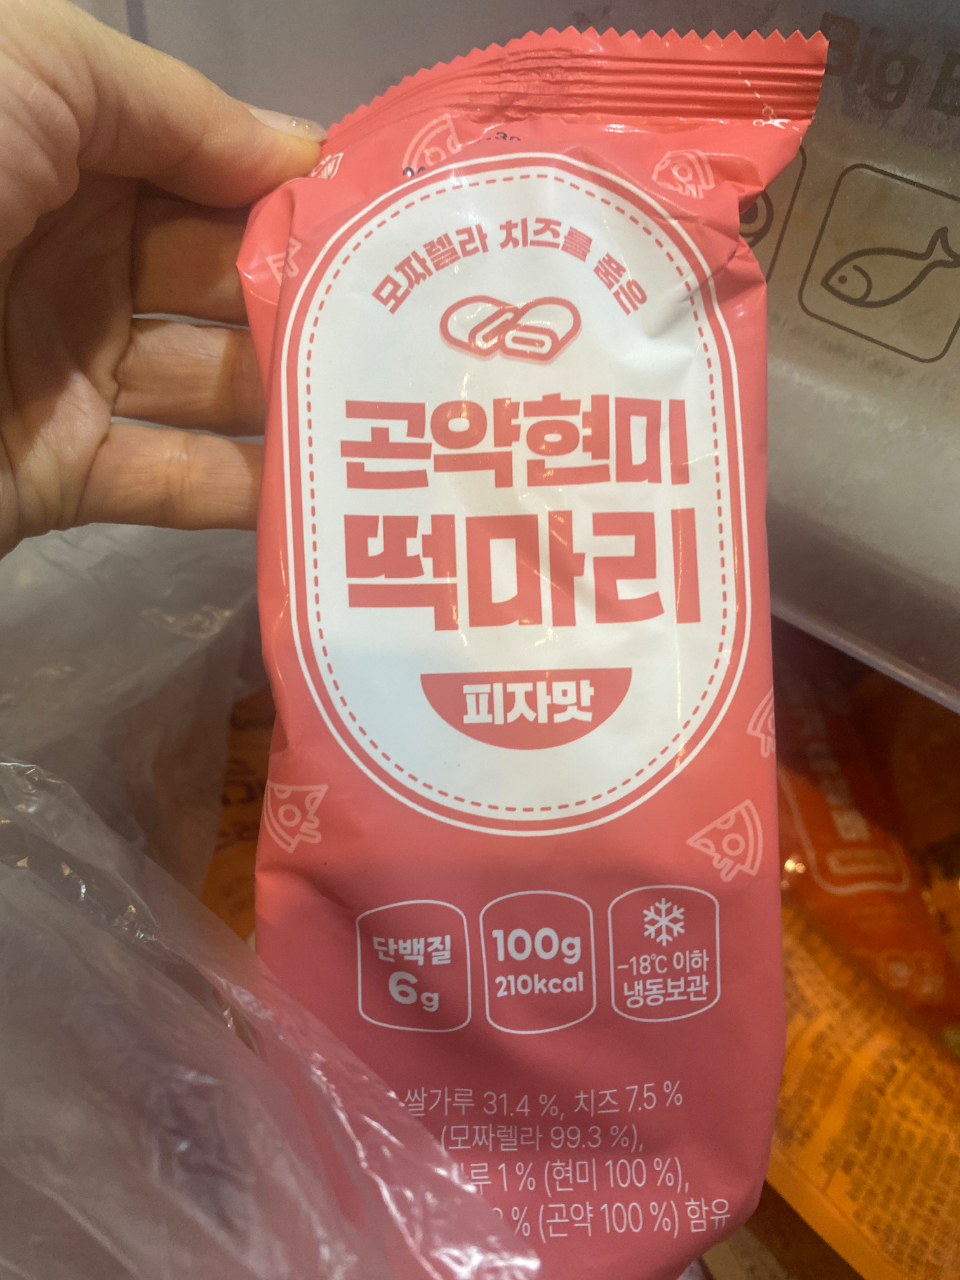 Big
모짜렐라 치즈를 품은
곤약현미
떡마리
피자맛
단백질
6g
100g
210kcal
-18℃ 이하
냉동보관
쌀가루 31.4 %, 치즈 7.5 %
(모짜렐라 99.3 %),
1 % (현미 100 %),
% (곤약 100 %) 함유